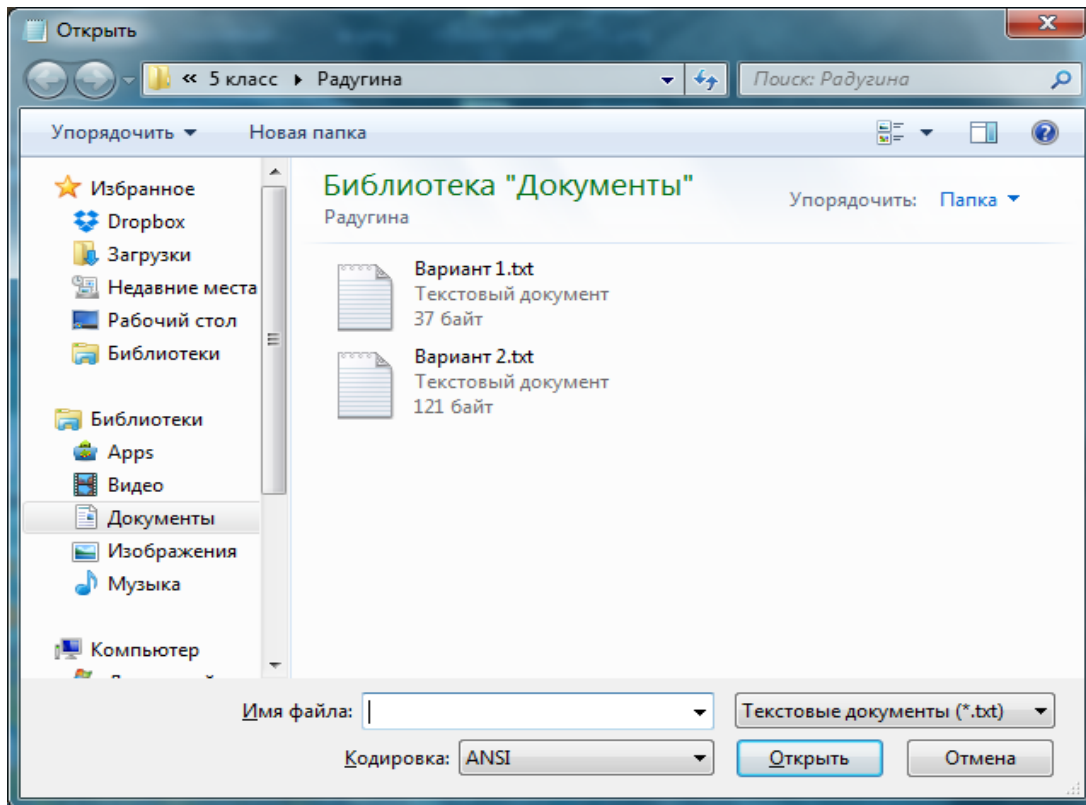 Открыть
« 5 класс ▸ Радугина
Поиск: Радугина
Упорядочить ▼ Новая папка
Избранное
Dropbox
Загрузки
Недавние места
Рабочий стол
Библиотеки
Библиотеки
Apps
Видео
Документы
Изображения
Музыка
Компьютер
Библиотека "Документы"
Радугина
Упорядочить: Папка ▼
Вариант 1.txt
Текстовый документ
37 байт
Вариант 2.txt
Текстовый документ
121 байт
Имя файла:
Текстовые документы (*.txt)
Кодировка: ANSI
Открыть Отмена